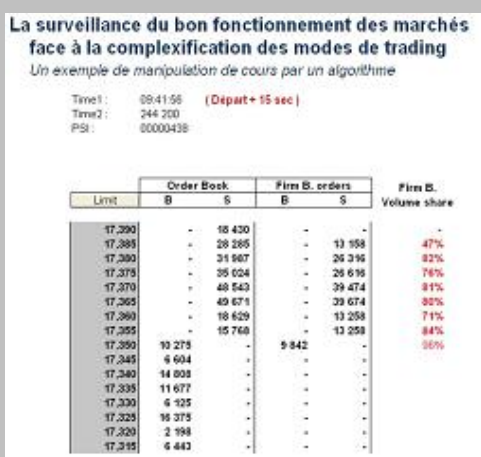 La surveillance du bon fonctionnement des marchés
face à la complexification des modes de trading
Un exemple de manipulation de cours par un algorithme
Time1 : 09:41:56 (Départ + 15 sec)
Time2 : 244 200
PSI : 00000438
Order Book Firm B. orders Firm B.
Limit B S B S Volume share
17,390 - 18 430 - - -
17,385 - 28 285 - 13 158 47%
17,380 - 31 987 - 26 316 82%
17,375 - 35 024 - 26 616 76%
17,370 - 48 543 - 39 474 81%
17,365 - 49 671 - 39 674 80%
17,360 - 18 629 - 13 258 71%
17,355 - 15 768 - 13 258 84%
17,350 10 275 - 9 842 - 96%
17,345 6 604 - - -
17,340 14 808 - - -
17,335 11 677 - - -
17,330 6 125 - - -
17,325 16 375 - - -
17,320 2 198 - - -
17,315 6 443 - - -